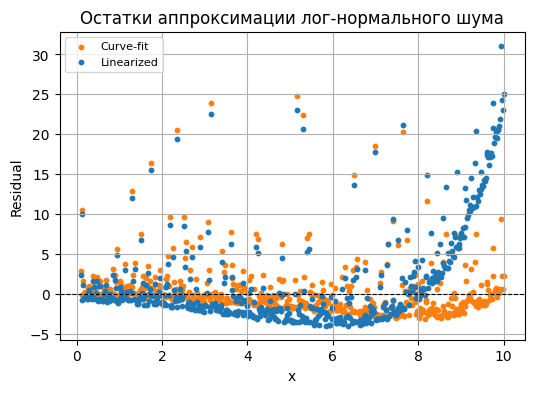 Остатки аппроксимации лог-нормального шума
Curve-fit
Linearized
Residual
30
25
20
15
10
5
0
−5
0 2 4 6 8 10
x